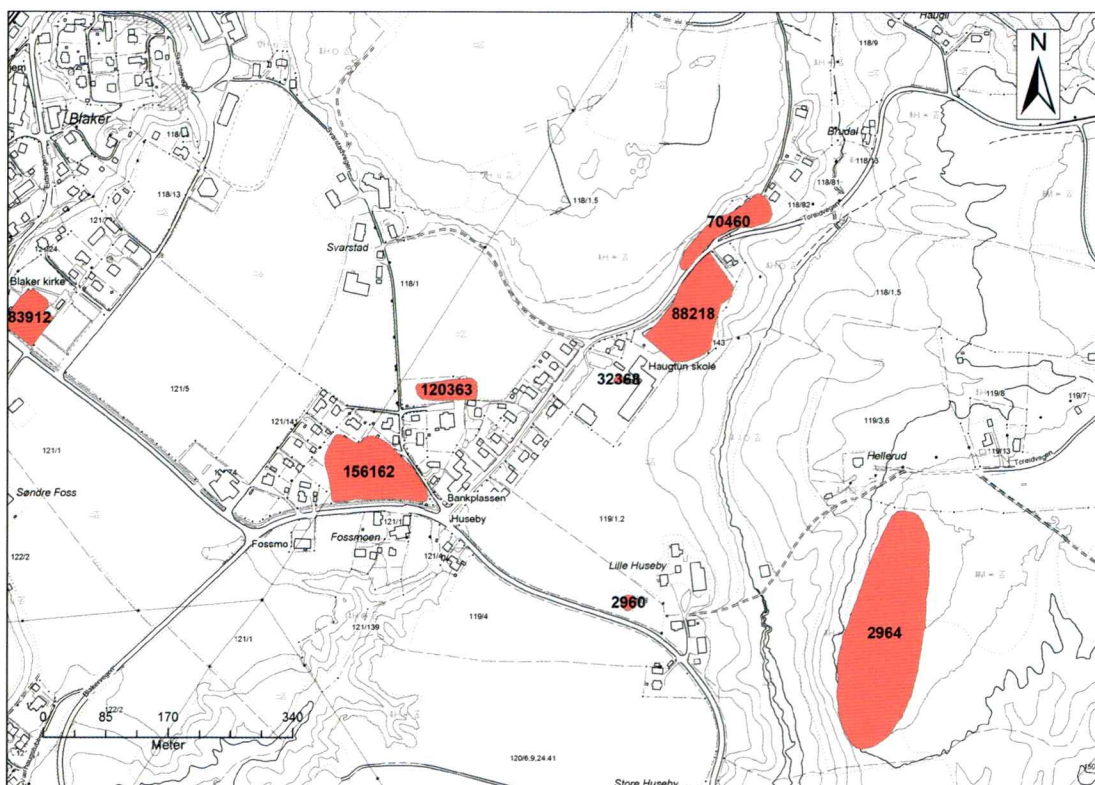 Haugli
118/9
N
Blaker
Brudal
118/13
118/13
118/81
118/82
Toreidvegen
118/1,5
70460
Svarstadvegen
Svarstad
118/1
Blaker kirke
83912
88218
118/1,5
143
Haugtun skole
32368
120363
121/5
119/8
119/7
119/3,6
119/13
Toreidvegen
Hellerud
121/141
156162
121/1
Søndre Foss
Bankplassen
Huseby
119/1,2
121/1
Fossmo
Fossmoen
121/4
122/2
Lille Huseby
2960
2964
121/139
119/4
121/1
122/2
0 85 170 340
Meter
120/6,9,24,41
Store Huseby